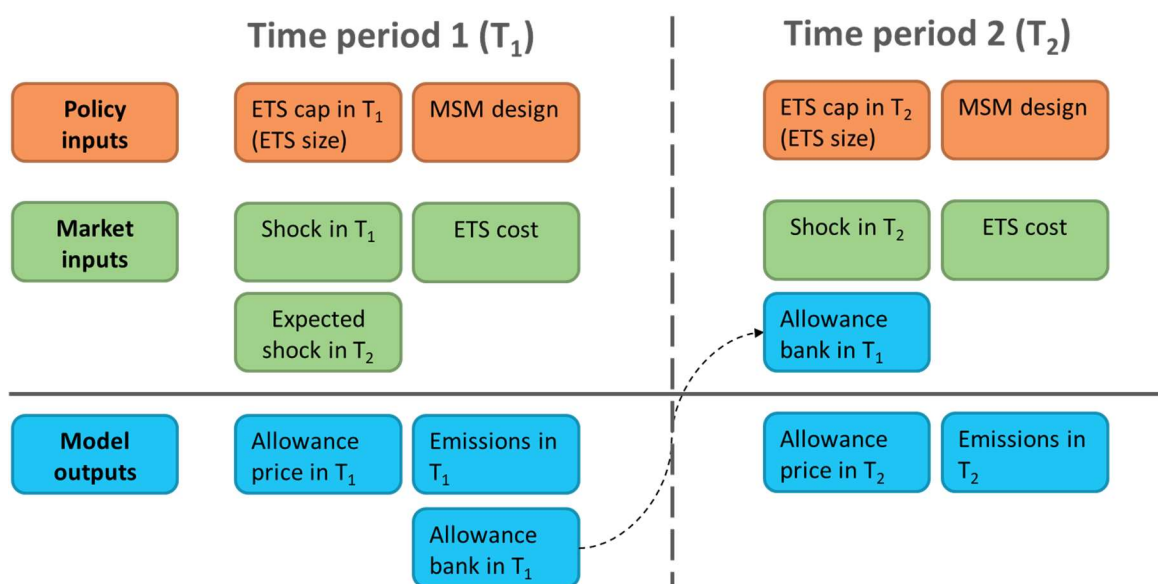 Time period 1 (T₁)
Time period 2 (T₂)
Policy
inputs
ETS cap in T₁
(ETS size)
MSM design
ETS cap in T₂
(ETS size)
MSM design
Market
inputs
Shock in T₁
ETS cost
Shock in T₂
ETS cost
Expected
shock in T₂
Allowance
bank in T₁
Model
outputs
Allowance
price in T₁
Emissions in
T₁
Allowance
price in T₂
Emissions in
T₂
Allowance
bank in T₁